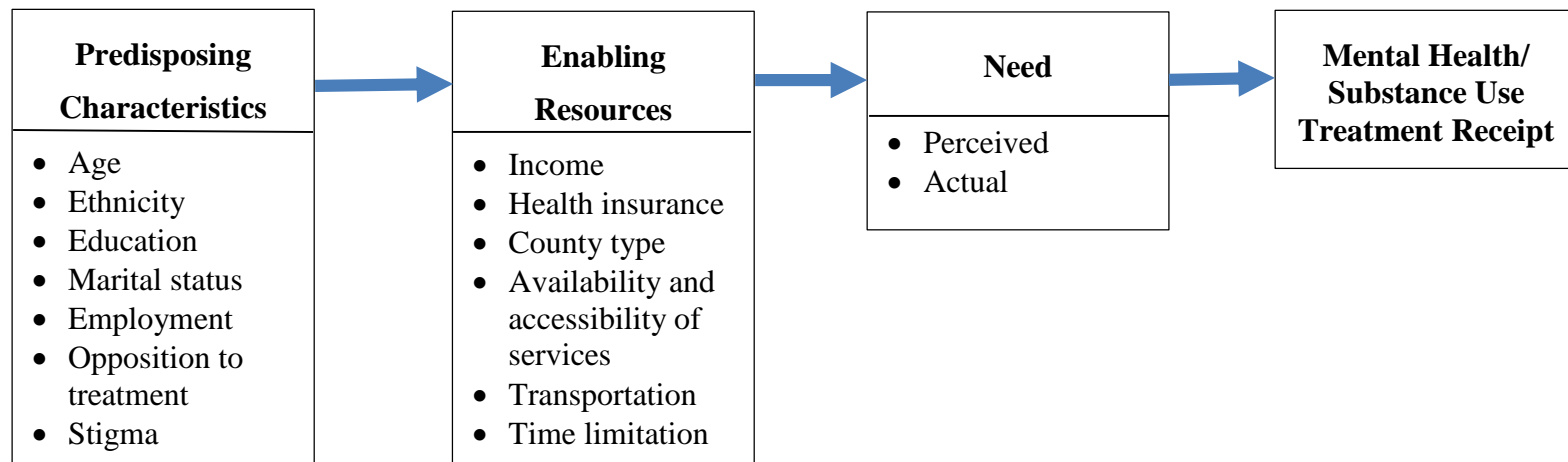 Predisposing
Characteristics
• Age
• Ethnicity
• Education
• Marital status
• Employment
• Opposition to
treatment
• Stigma
Enabling
Resources
• Income
• Health insurance
• County type
• Availability and
accessibility of
services
• Transportation
• Time limitation
Need
• Perceived
• Actual
Mental Health/
Substance Use
Treatment Receipt